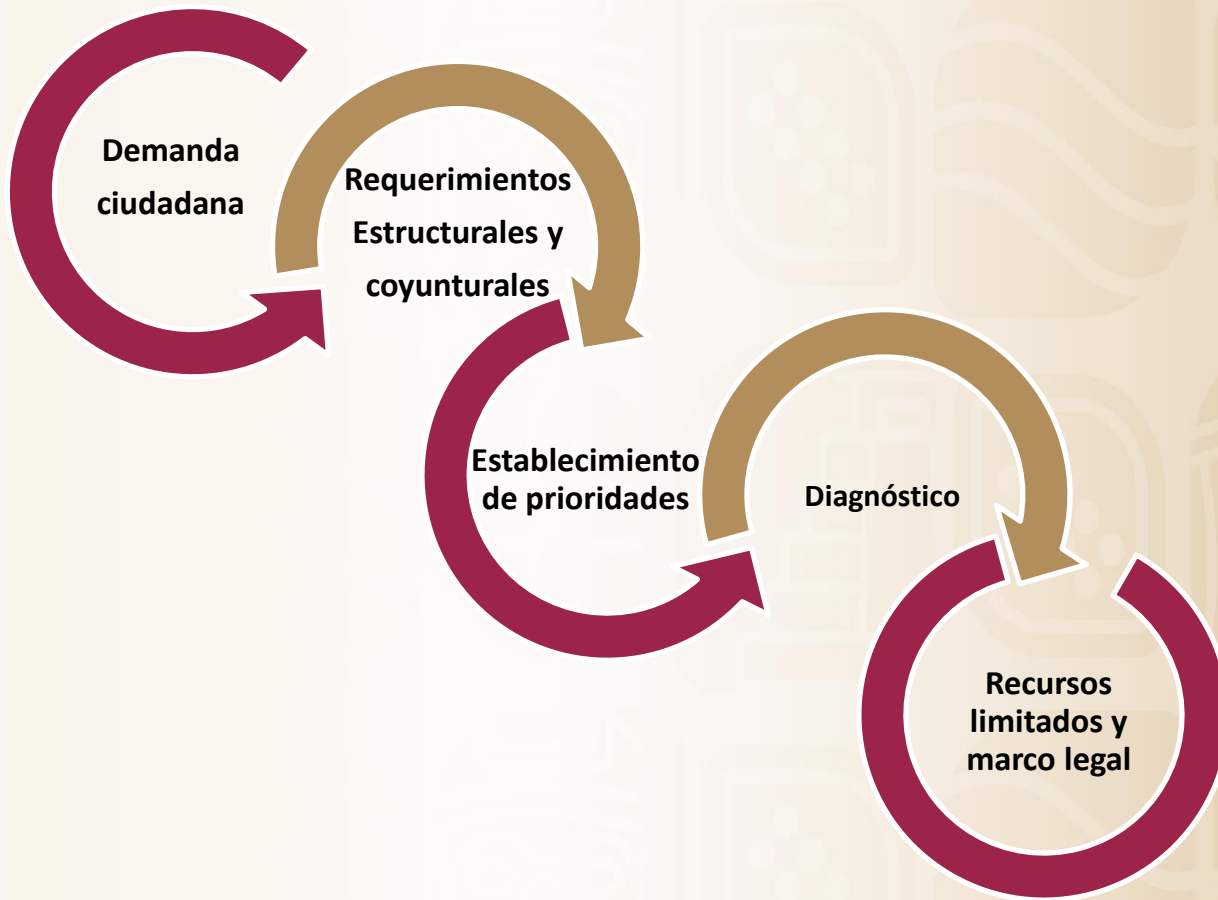 Demanda
ciudadana
Requerimientos
Estructurales y
coyunturales
Establecimiento
de prioridades
Diagnóstico
Recursos
limitados y
marco legal